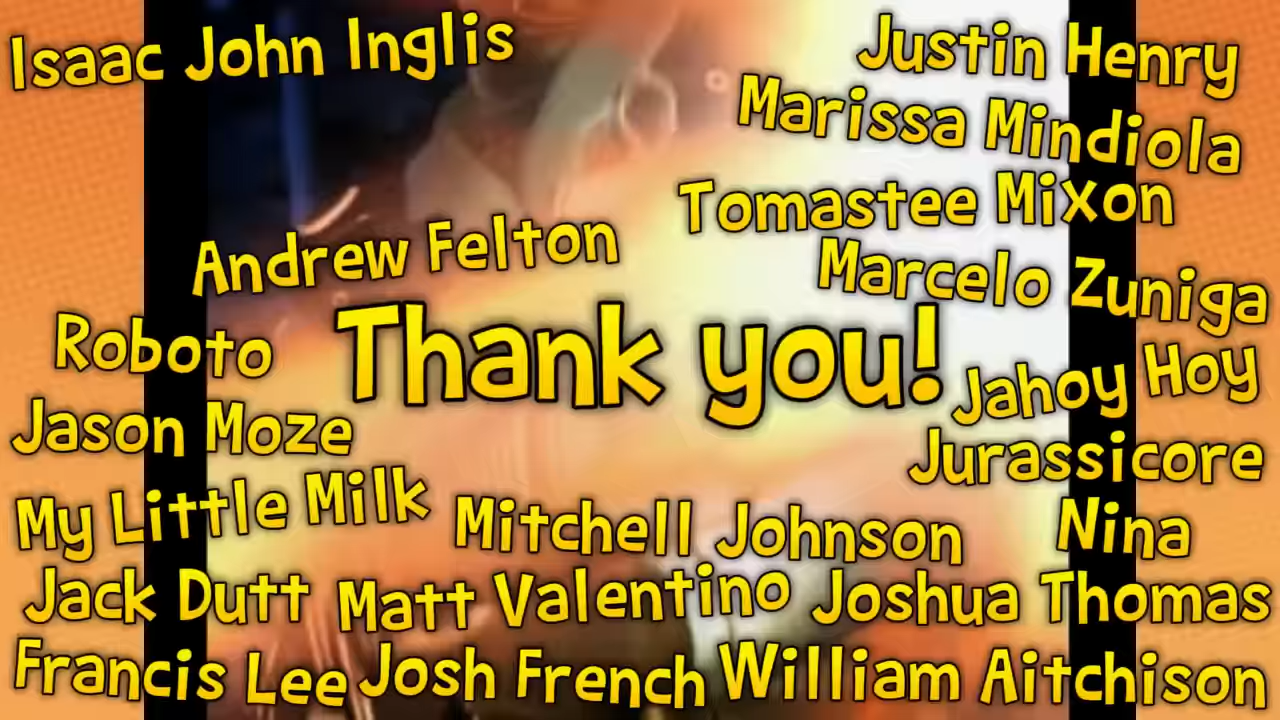 Isaac John Inglis
Justin Henry
Marissa Mindiola
Tomastee Mixon
Andrew Felton
Marcelo Zuniga
Roboto
Thank you!
Jahoy Hoy
Jason Moze
Jurassicore
My Little Milk
Mitchell Johnson
Nina
Jack Dutt
Matt Valentino
Joshua Thomas
Francis Lee
Josh French
William Aitchison